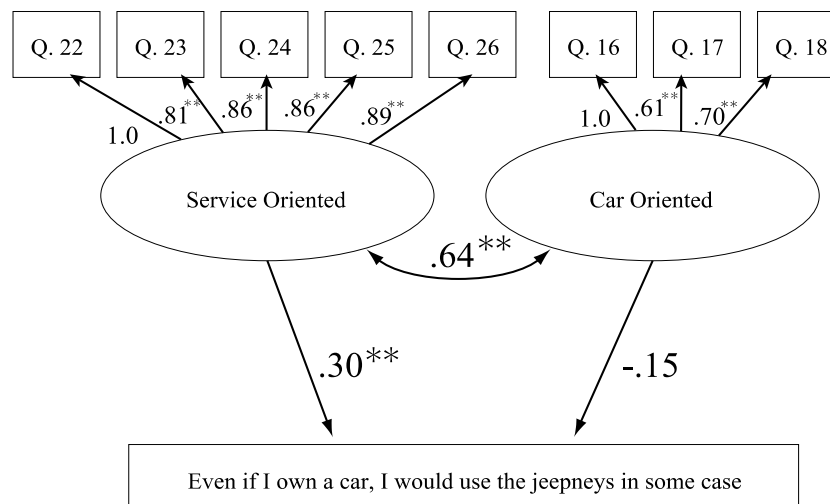 Q. 22 Q. 23 Q. 24 Q. 25 Q. 26 Q. 16 Q. 17 Q. 18
1.0 .81** .86** .86** .89** 1.0 .61** .70**
Service Oriented Car Oriented
.64**
.30** -.15
Even if I own a car, I would use the jeepneys in some case